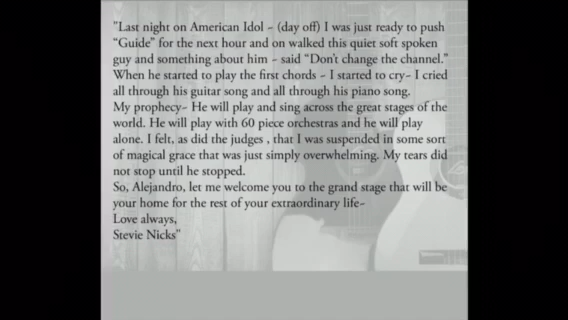 "Last night on American Idol - (day off) I was just ready to push
“Guide” for the next hour and on walked this quiet soft spoken
guy and something about him - said “Don't change the channel.”
When he started to play the first chords - I started to cry- I cried
all through his guitar song and all through his piano song.
My prophecy- He will play and sing across the great stages of the
world. He will play with 60 piece orchestras and he will play
alone. I felt, as did the judges , that I was suspended in some sort
of magical grace that was just simply overwhelming. My tears did
not stop until he stopped.
So, Alejandro, let me welcome you to the grand stage that will be
your home for the rest of your extraordinary life-
Love always,
Stevie Nicks"